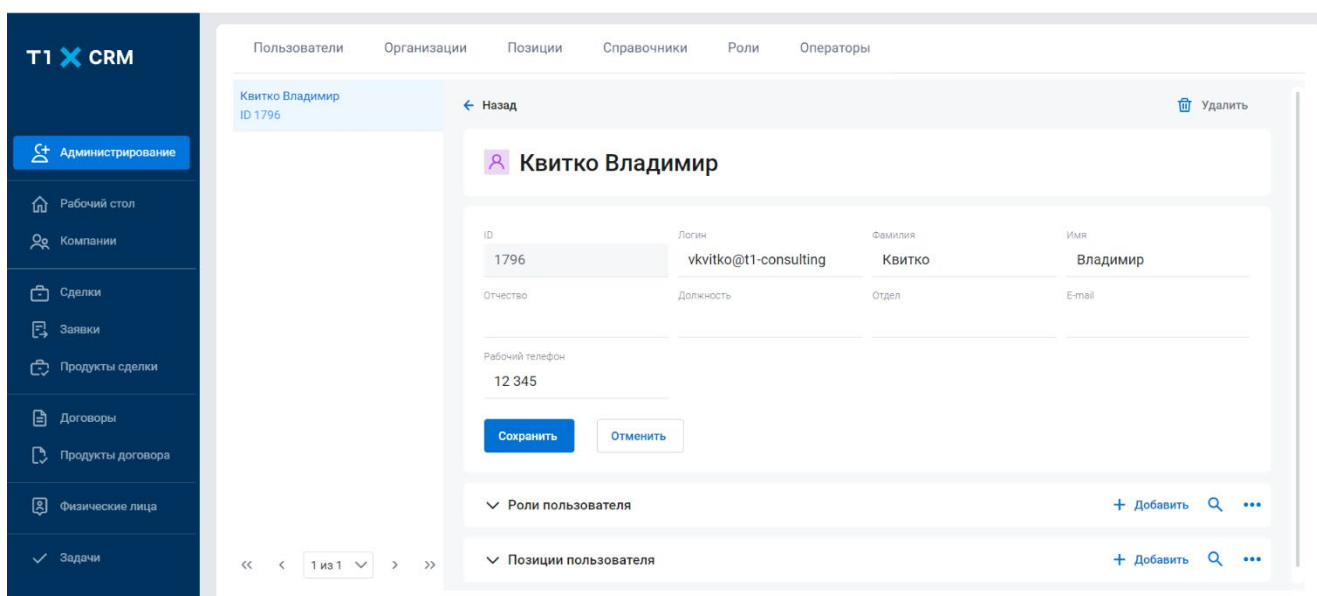 T1 X CRM
Администрирование
Рабочий стол
Компании
Сделки
Заявки
Продукты сделки
Договоры
Продукты договора
Физические лица
Задачи
Пользователи Организации Позиции Справочники Роли Операторы
Квитко Владимир
ID 1796
1 из 1
Назад Удалить
Квитко Владимир
ID Логин Фамилия Имя
1796 vkvitko@t1-consulting Квитко Владимир
Отчество Должность Отдел E-mail
Рабочий телефон
12 345
Сохранить Отменить
Роли пользователя + Добавить
Позиции пользователя + Добавить